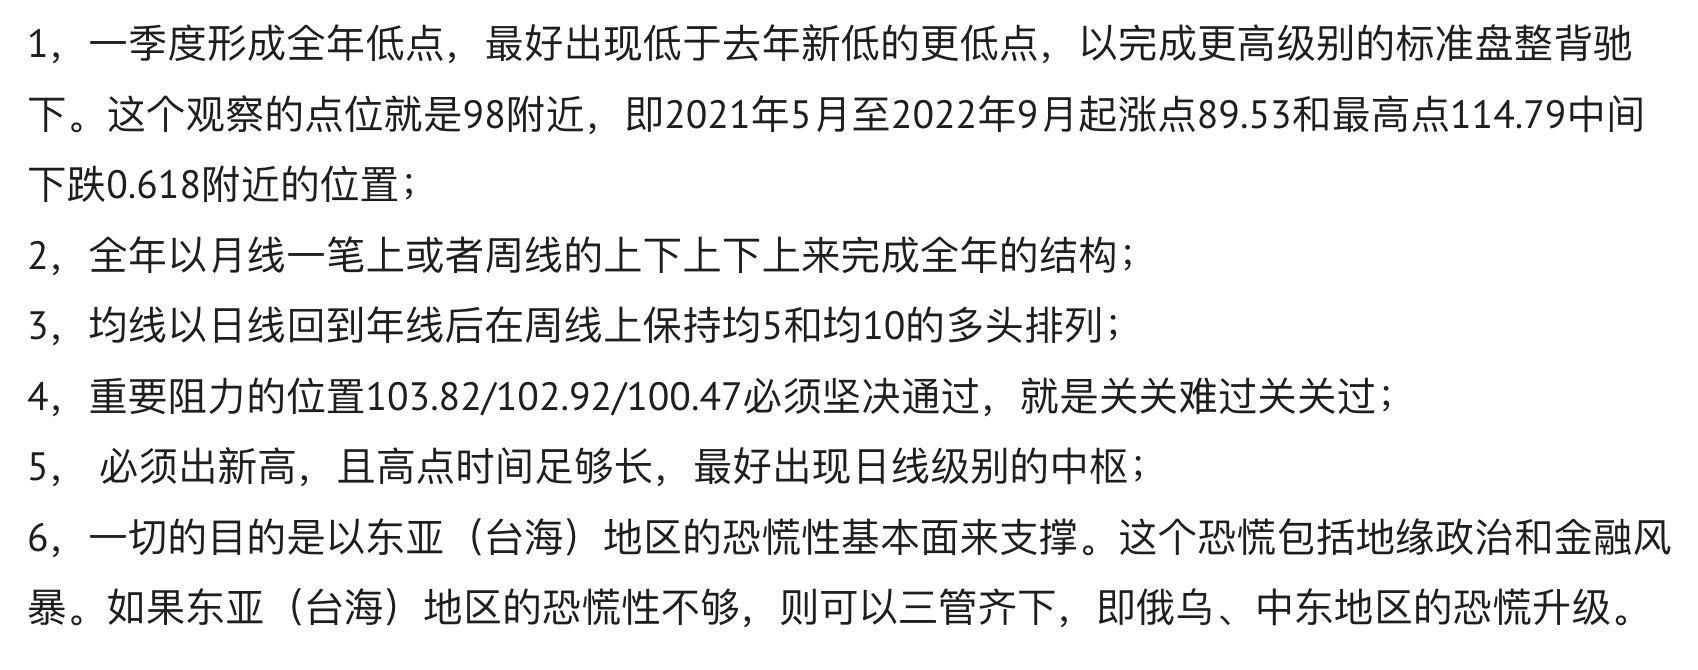 1，一季度形成全年低点，最好出现低于去年新低的更低点，以完成更高级别的标准盘整背驰
下。这个观察的点位就是98附近，即2021年5月至2022年9月起涨点89.53和最高点114.79中间
下跌0.618附近的位置；
2，全年以月线一笔上或者周线的上下上下上来完成全年的结构；
3，均线以日线回到年线后在周线上保持均5和均10的多头排列；
4，重要阻力的位置103.82/102.92/100.47必须坚决通过，就是关关难过关关过；
5， 必须出新高，且高点时间足够长，最好出现日线级别的中枢；
6，一切的目的是以东亚（台海）地区的恐慌性基本面来支撑。这个恐慌包括地缘政治和金融风
暴。如果东亚（台海）地区的恐慌性不够，则可以三管齐下，即俄乌、中东地区的恐慌升级。